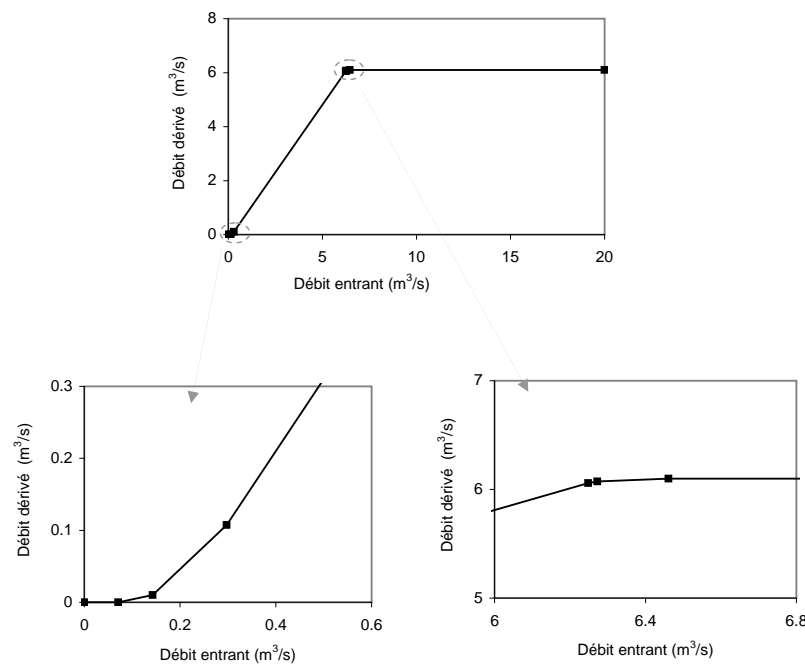 8
6
4
2
0
0 5 10 15 20
Débit dérivé (m³/s)
Débit entrant (m³/s)
0.3
0.2
0.1
0
0 0.2 0.4 0.6
Débit dérivé (m³/s)
Débit entrant (m³/s)
7
6
5
6 6.4 6.8
Débit dérivé (m³/s)
Débit entrant (m³/s)